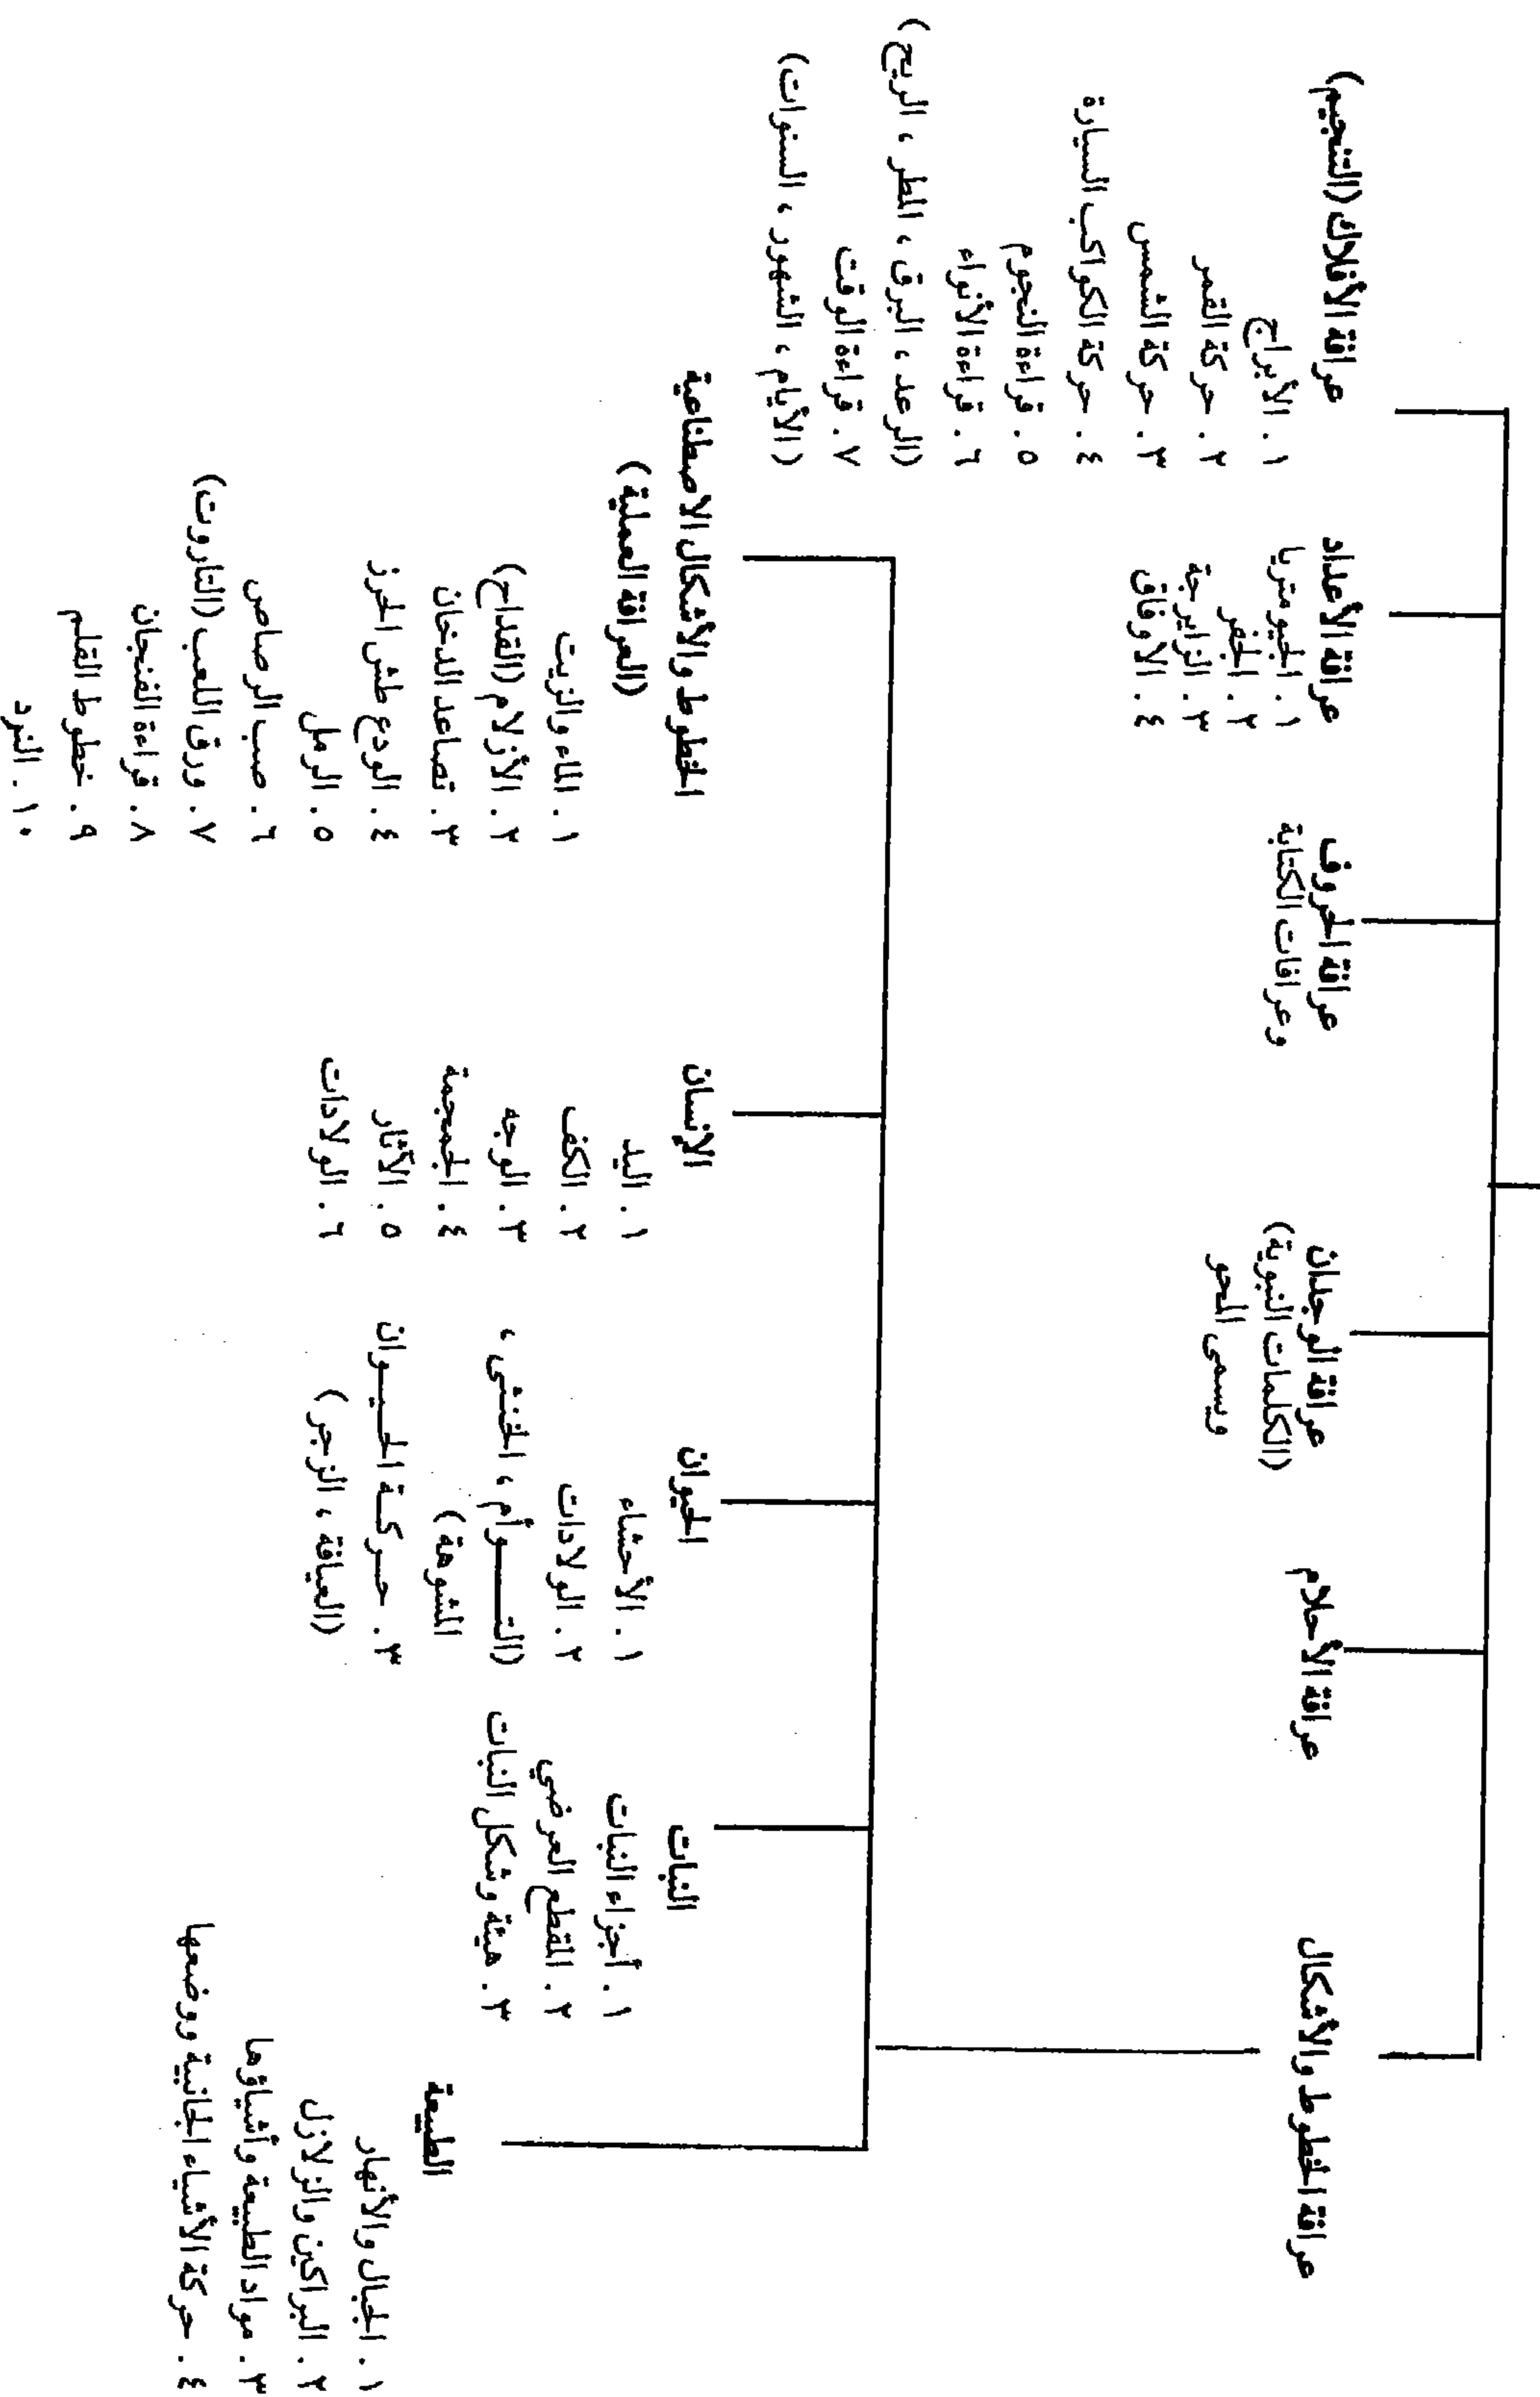 عرافة الخطوط والأشكال
عرافة الأحلام
عرافة الوجدان
(الكلمات النبوية)
ويسمى المحو
عرافة الحروف
وعرافات الكتابة
عرافة الأعداد
١. الجيومتريا
٢. الجفر
٣. الزايرجة
٤. الأوفاق
عرافة الأفلاك (التنجيم)
١. الأبراج
٢. حركة القمر
٣. حركة الشمس
٤. حركة الكواكب السيارة
٥. قراءة النجوم
٦. قراءة الأنواء
(الرعد، البرق، المطر، الريح)
٧. قراءة الوقت
(الأيام، الشهور، السنوات)
الطبيعة
١. الجبال والأنهار
٢. البراكين والزلازل
٣. مواد الطبيعة وأشياؤها
٤. حركة الأشياء الجانبية ووضعها
النبات
١. أجزاء النبات
٢. المقطع العرضي
٣. هيئة وشكل النبات
الحيوان
١. الأحشاء
٢. الولادات
(التـــوأم، الخنثى،
المشوهة)
٣. حـركـة الحـيـوان
(العيافة، الزجر)
الإنسان
١. اليد
٢. الكف
٣. الوجه
٤. الجمجمة
٥. الآثار
٦. الولادات
الخطوط والأشكال الاصطناعية
(العرافة العملية)
١. الماء والزيت
٢. الأزلام (القداح)
٣. تصاعد الدخان
٤. الودع طش الخرز
٥. الرمل
٦. صب الرصاص
٧. ورق اللعب (التاروت)
٨. قراءة الفنجان
٩. خطوط القلم
١٠. النرد